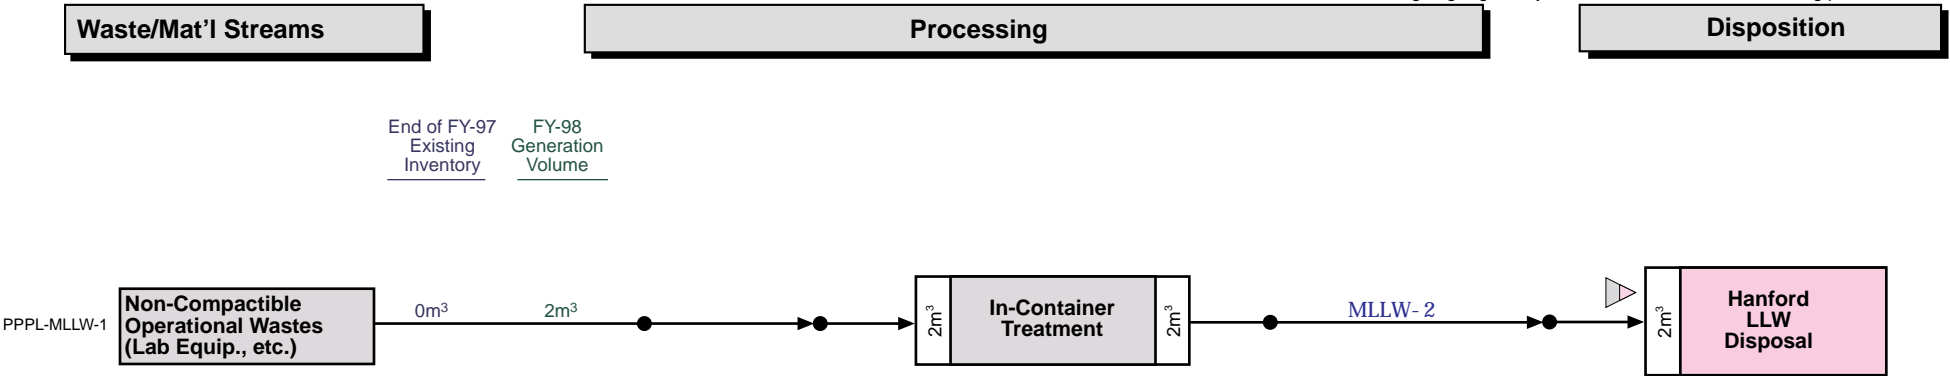 Waste/Mat'l Streams
Processing
Disposition
End of FY-97
Existing
Inventory
FY-98
Generation
Volume
PPPL-MLLW-1
Non-Compactible
Operational Wastes
(Lab Equip., etc.)
0m³
2m³
2m³
In-Container
Treatment
2m³
MLLW- 2
2m³
Hanford
LLW
Disposal